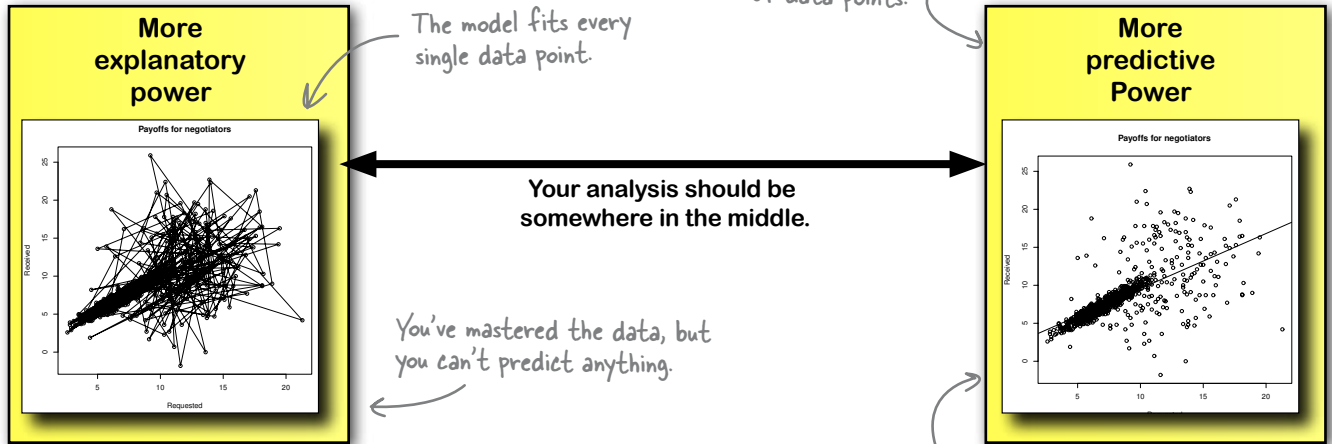 More
explanatory
power
The model fits every
single data point.
data points.
More
predictive
Power
Payoffs for negotiators
Received
25
20
15
10
5
0
5
10
15
20
Requested
Your analysis should be
somewhere in the middle.
You've mastered the data, but
you can't predict anything.
Payoffs for negotiators
Received
25
20
15
10
5
0
5
10
15
20